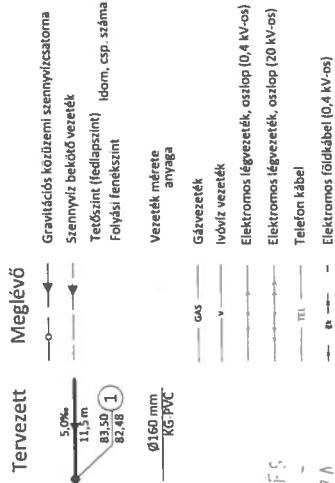 Tervezett
Meglévő
5,0‰
11,5 m
83,50
82,48
1
Ø160 mm
KG-PVC
Gravitációs közüzemi szennyvízcsatorna
Szennyvíz bekötő vezeték
Tetőszint (fedlapszint)
Idom, csp. száma
Folyási fenékszint
Vezeték mérete
anyaga
GAS
Gázvezeték
v
Ivóvíz vezeték
Elektromos légvezeték, oszlop (0,4 kV-os)
Elektromos légvezeték, oszlop (20 kV-os)
TEL
Telefon kábel
Elektromos földkábel (0,4 kV-os)